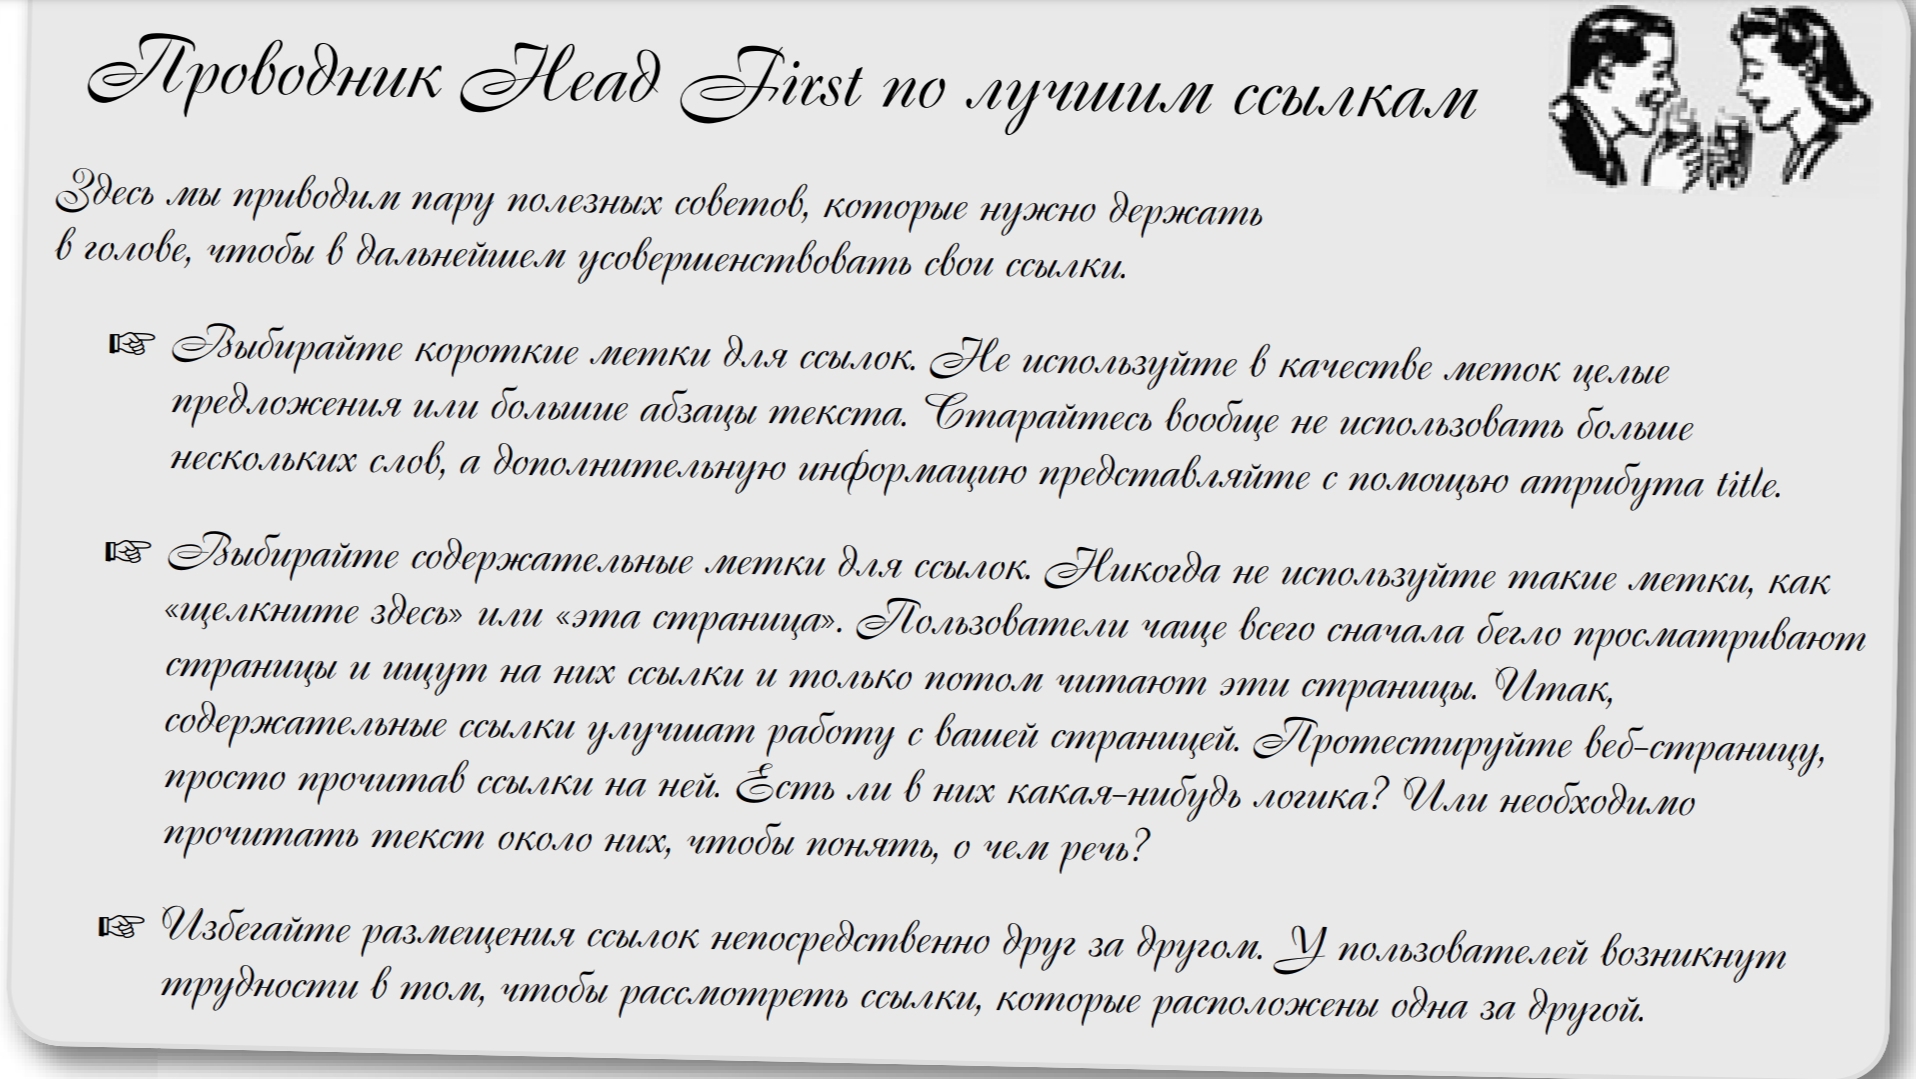 Проводник Head First по лучшим ссылкам
Здесь мы приводим пару полезных советов, которые нужно держать
в голове, чтобы в дальнейшем усовершенствовать свои ссылки.
☞ Выбирайте короткие метки для ссылок. Не используйте в качестве меток целые
предложения или большие абзацы текста. Старайтесь вообще не использовать больше
нескольких слов, а дополнительную информацию представляйте с помощью атрибута title.
☞ Выбирайте содержательные метки для ссылок. Никогда не используйте такие метки, как
«щелкните здесь» или «эта страница». Пользователи чаще всего сначала бегло просматривают
страницы и ищут на них ссылки и только потом читают эти страницы. Итак,
содержательные ссылки улучшат работу с вашей страницей. Протестируйте веб-страницу,
просто прочитав ссылки на ней. Есть ли в них какая-нибудь логика? Или необходимо
прочитать текст около них, чтобы понять, о чем речь?
☞ Избегайте размещения ссылок непосредственно друг за другом. У пользователей возникнут
трудности в том, чтобы рассмотреть ссылки, которые расположены одна за другой.